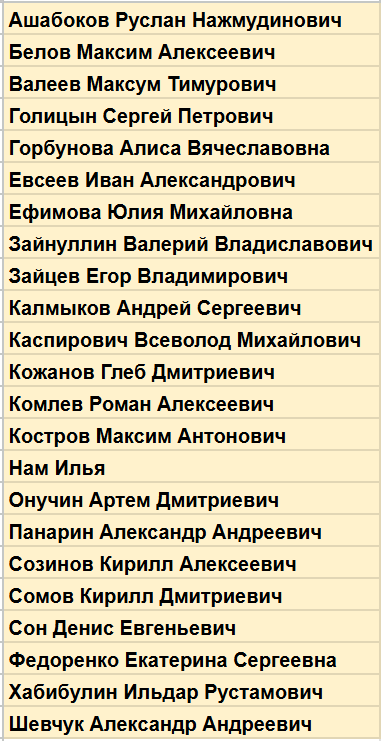 Ашабоков Руслан Нажмудинович
Белов Максим Алексеевич
Валеев Максум Тимурович
Голицын Сергей Петрович
Горбунова Алиса Вячеславовна
Евсеев Иван Александрович
Ефимова Юлия Михайловна
Зайнуллин Валерий Владиславович
Зайцев Егор Владимирович
Калмыков Андрей Сергеевич
Каспирович Всеволод Михайлович
Кожанов Глеб Дмитриевич
Комлев Роман Алексеевич
Костров Максим Антонович
Нам Илья
Онучин Артем Дмитриевич
Панарин Александр Андреевич
Созинов Кирилл Алексеевич
Сомов Кирилл Дмитриевич
Сон Денис Евгеньевич
Федоренко Екатерина Сергеевна
Хабибулин Ильдар Рустамович
Шевчук Александр Андреевич